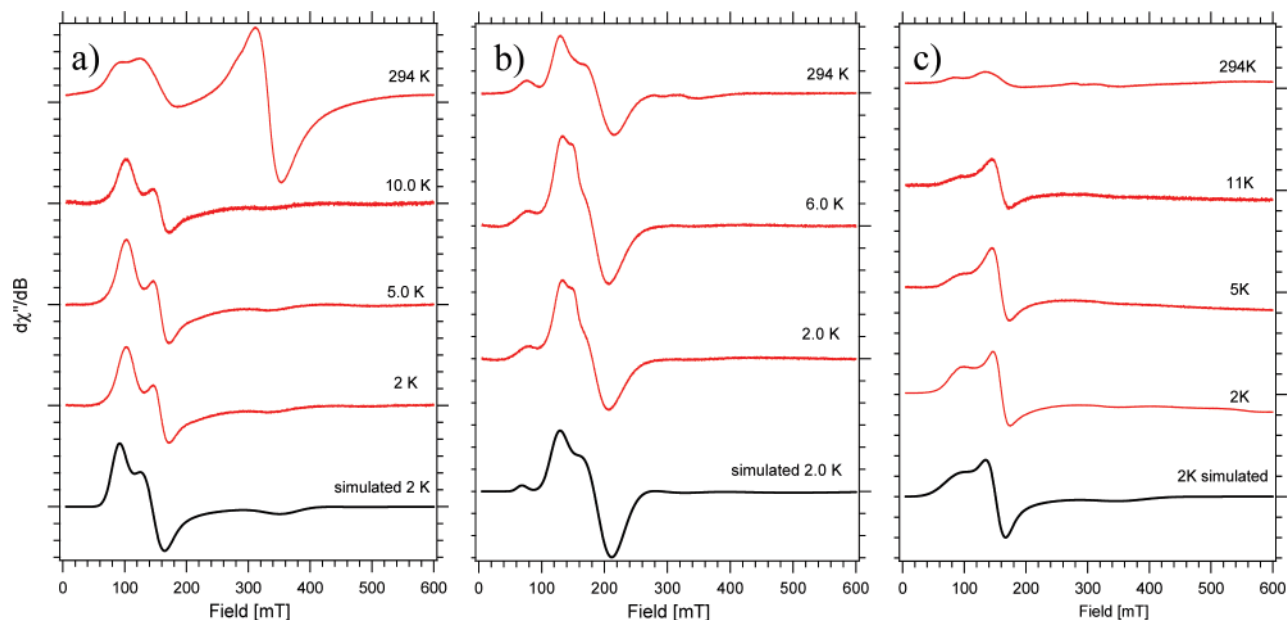 a)
294 K
10.0 K
5.0 K
2 K
simulated 2 K
dχ"/dB
0 100 200 300 400 500 600
Field [mT]
b)
294 K
6.0 K
2.0 K
simulated 2.0 K
0 100 200 300 400 500 600
Field [mT]
c)
294K
11K
5K
2K
2K simulated
0 100 200 300 400 500 600
Field [mT]